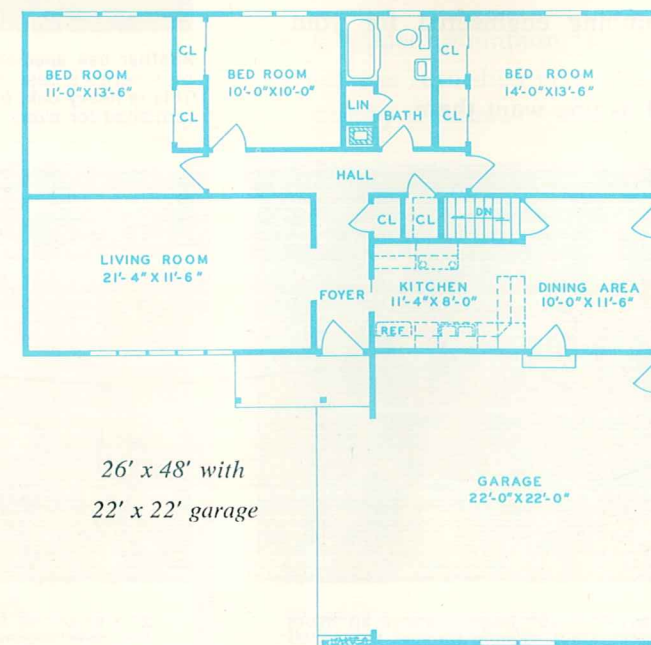 CL
BED ROOM
11'-0"X13'-6"
BED ROOM
10'-0"X10'-0"
CL
BED ROOM
14'-0"X13'-6"
CL
LIN
BATH
CL
HALL
CL
CL
DN
LIVING ROOM
21'-4" X 11'-6"
FOYER
KITCHEN
11'-4"X 8'-0"
DINING AREA
10'-0" X 11'-6"
REF.
26' x 48' with
22' x 22' garage
GARAGE
22'-0"X22'-0"